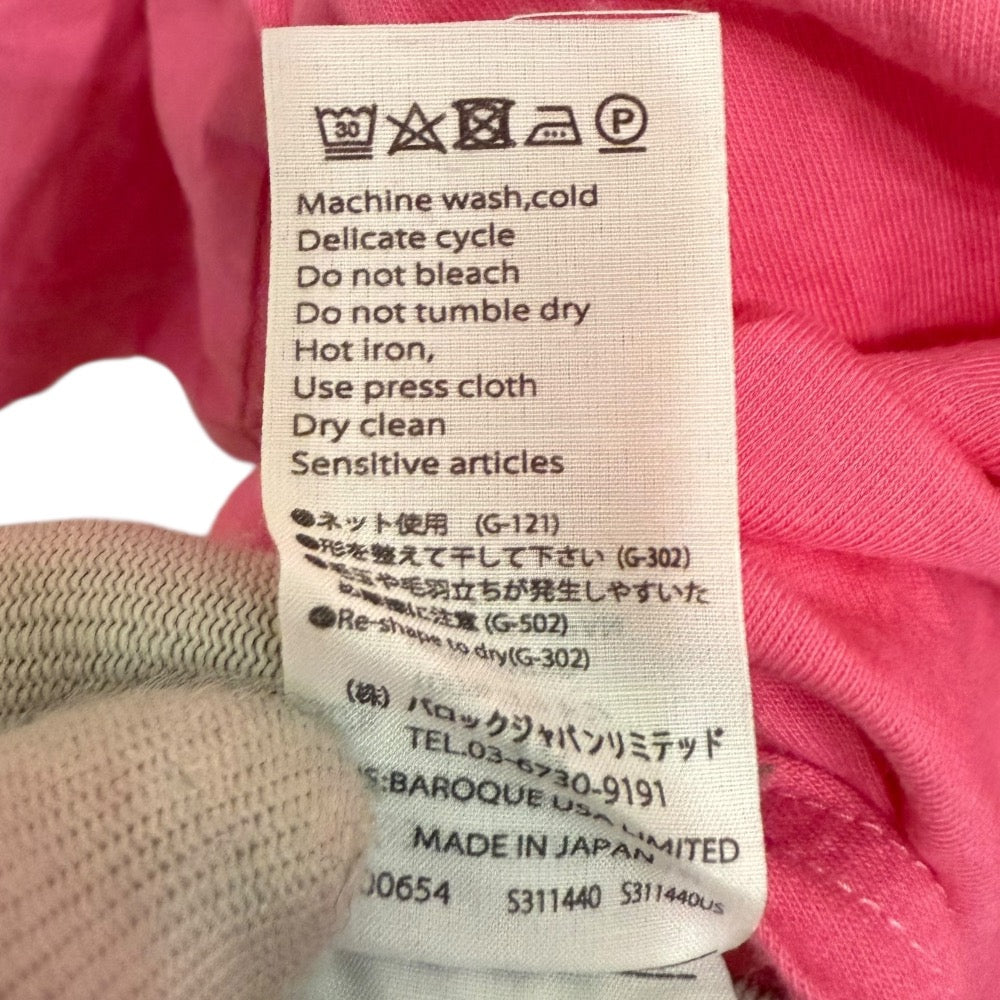 30 P
Machine wash,cold
Delicate cycle
Do not bleach
Do not tumble dry
Hot iron,
Use press cloth
Dry clean
Sensitive articles
●ネット使用 (G-121)
●形を整えて干して下さい (G-302)
や毛羽立ちが発生しやすいた
に注意 (G-502)
●Re-shape to dry(G-302)
(株) バロックジャパンリミテッド
TEL.03-6730-9191
:BAROQUE USA LIMITED
MADE IN JAPAN
00654 S311440 S311440US